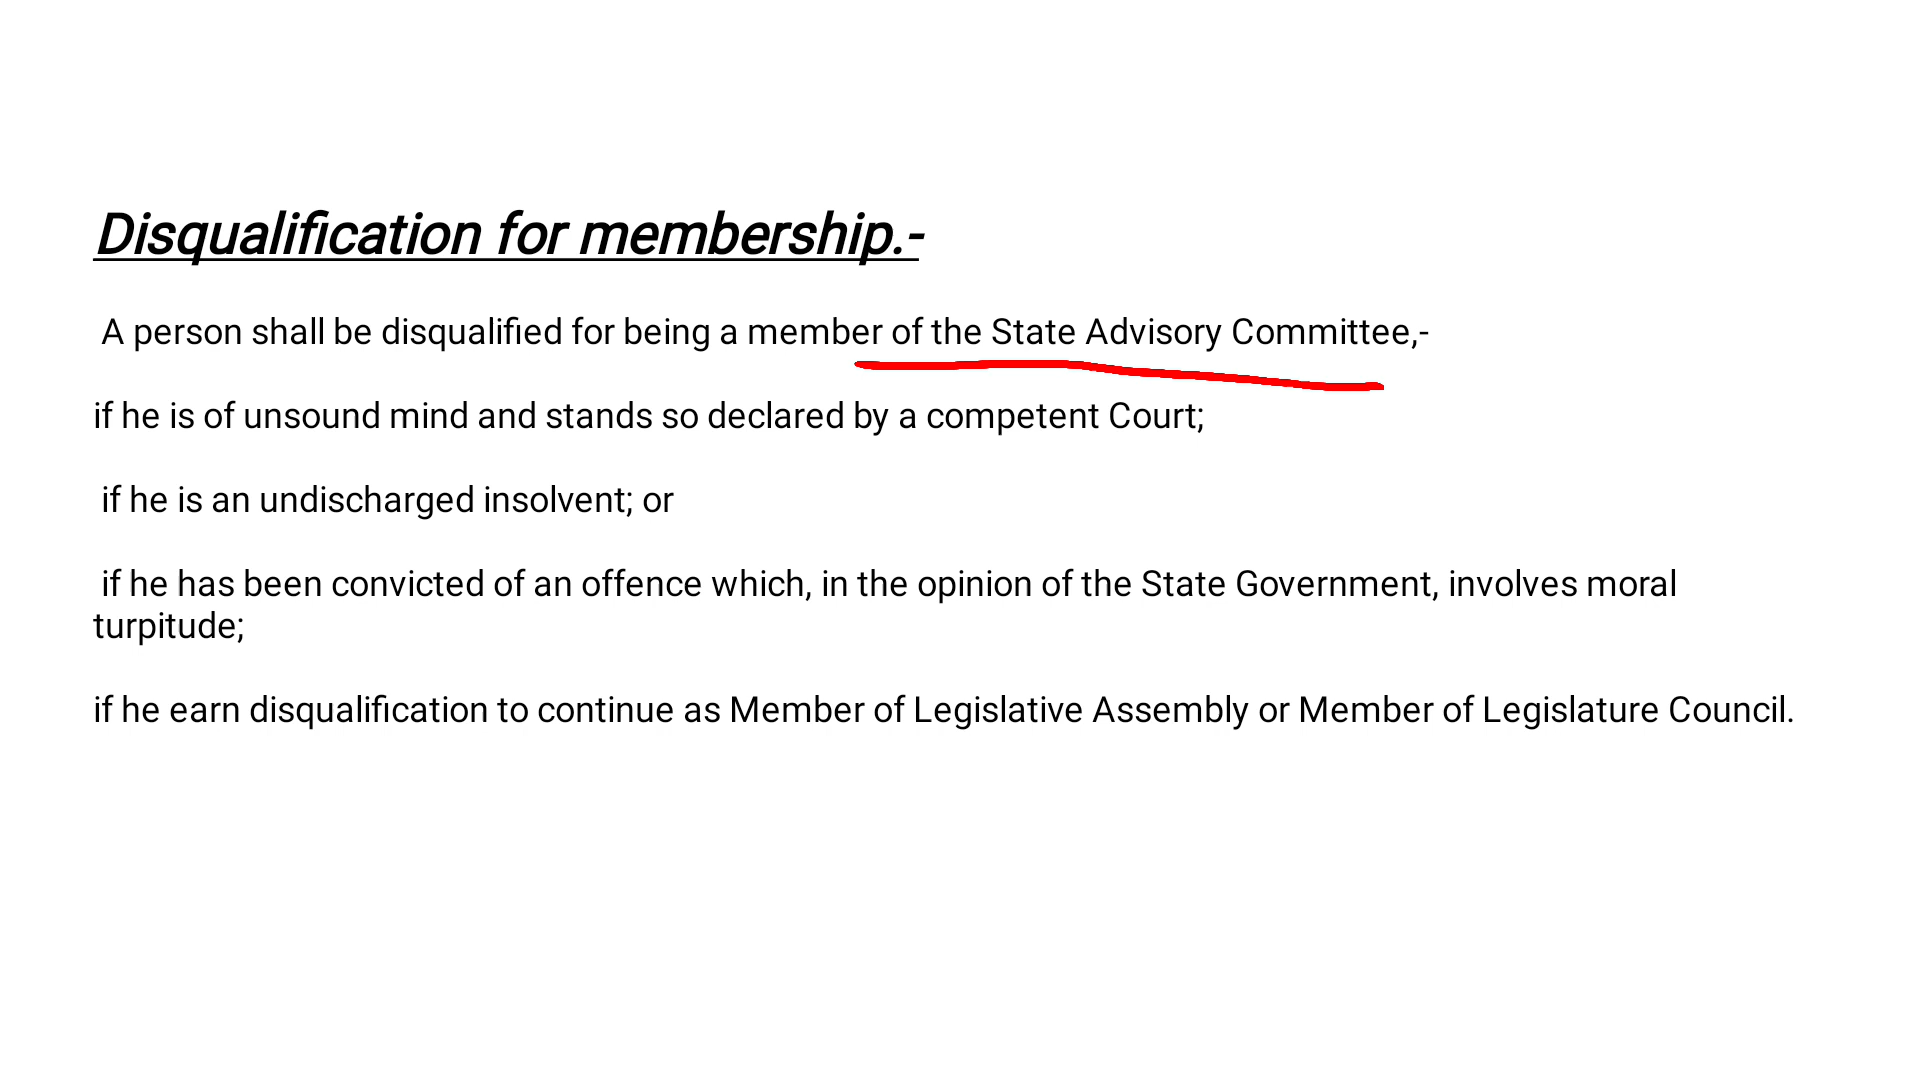 Disqualification for membership.-
A person shall be disqualified for being a member of the State Advisory Committee,-
if he is of unsound mind and stands so declared by a competent Court;
if he is an undischarged insolvent; or
if he has been convicted of an offence which, in the opinion of the State Government, involves moral
turpitude;
if he earn disqualification to continue as Member of Legislative Assembly or Member of Legislature Council.